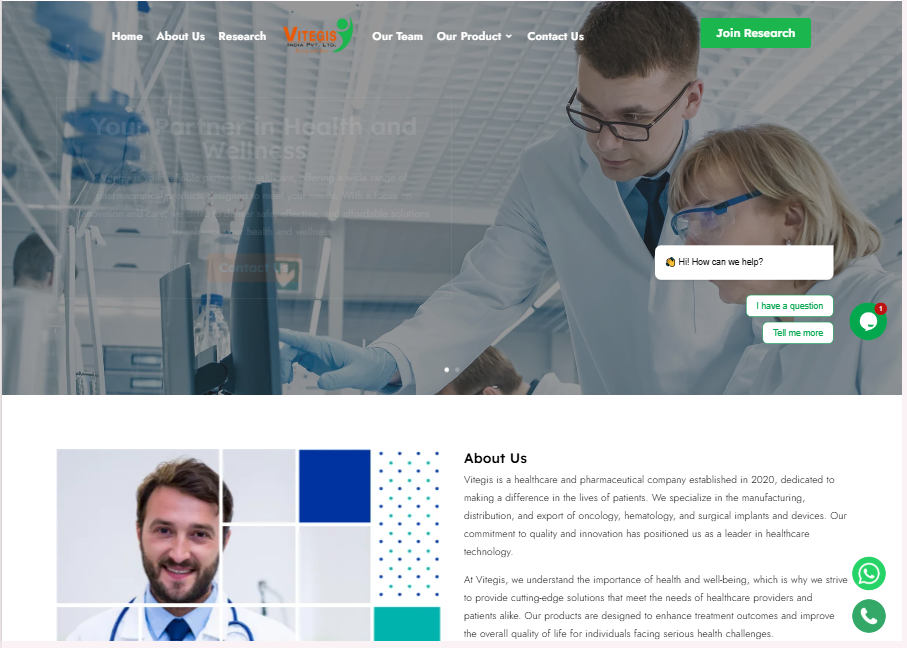 Home About Us Research VITEGIS Our Team Our Product Contact Us Join Research
INDIA PVT. LTD.
Your Partner in Health and
Wellness
Contact Us
👋 Hi! How can we help?
I have a question
1
Tell me more
About Us
Vitegis is a healthcare and pharmaceutical company established in 2020, dedicated to
making a difference in the lives of patients. We specialize in the manufacturing,
distribution, and export of oncology, hematology, and surgical implants and devices. Our
commitment to quality and innovation has positioned us as a leader in healthcare
technology.
At Vitegis, we understand the importance of health and well-being, which is why we strive
to provide cutting-edge solutions that meet the needs of healthcare providers and
patients alike. Our products are designed to enhance treatment outcomes and improve
the overall quality of life for individuals facing serious health challenges.